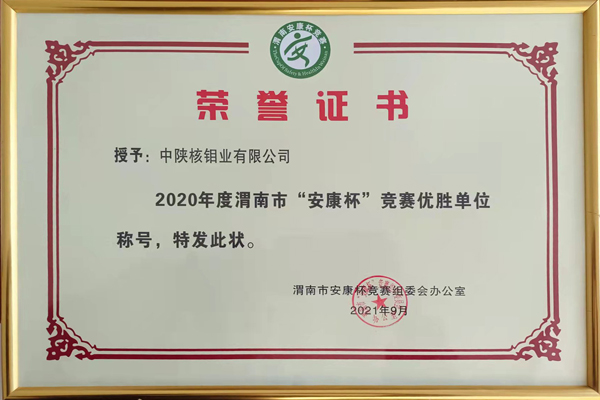 渭南安康杯竞赛
荣誉证书
授予：中陕核钼业有限公司
2020年度渭南市“安康杯”竞赛优胜单位
称号，特发此状。
渭南市安康杯竞赛组委会办公室
2021年9月